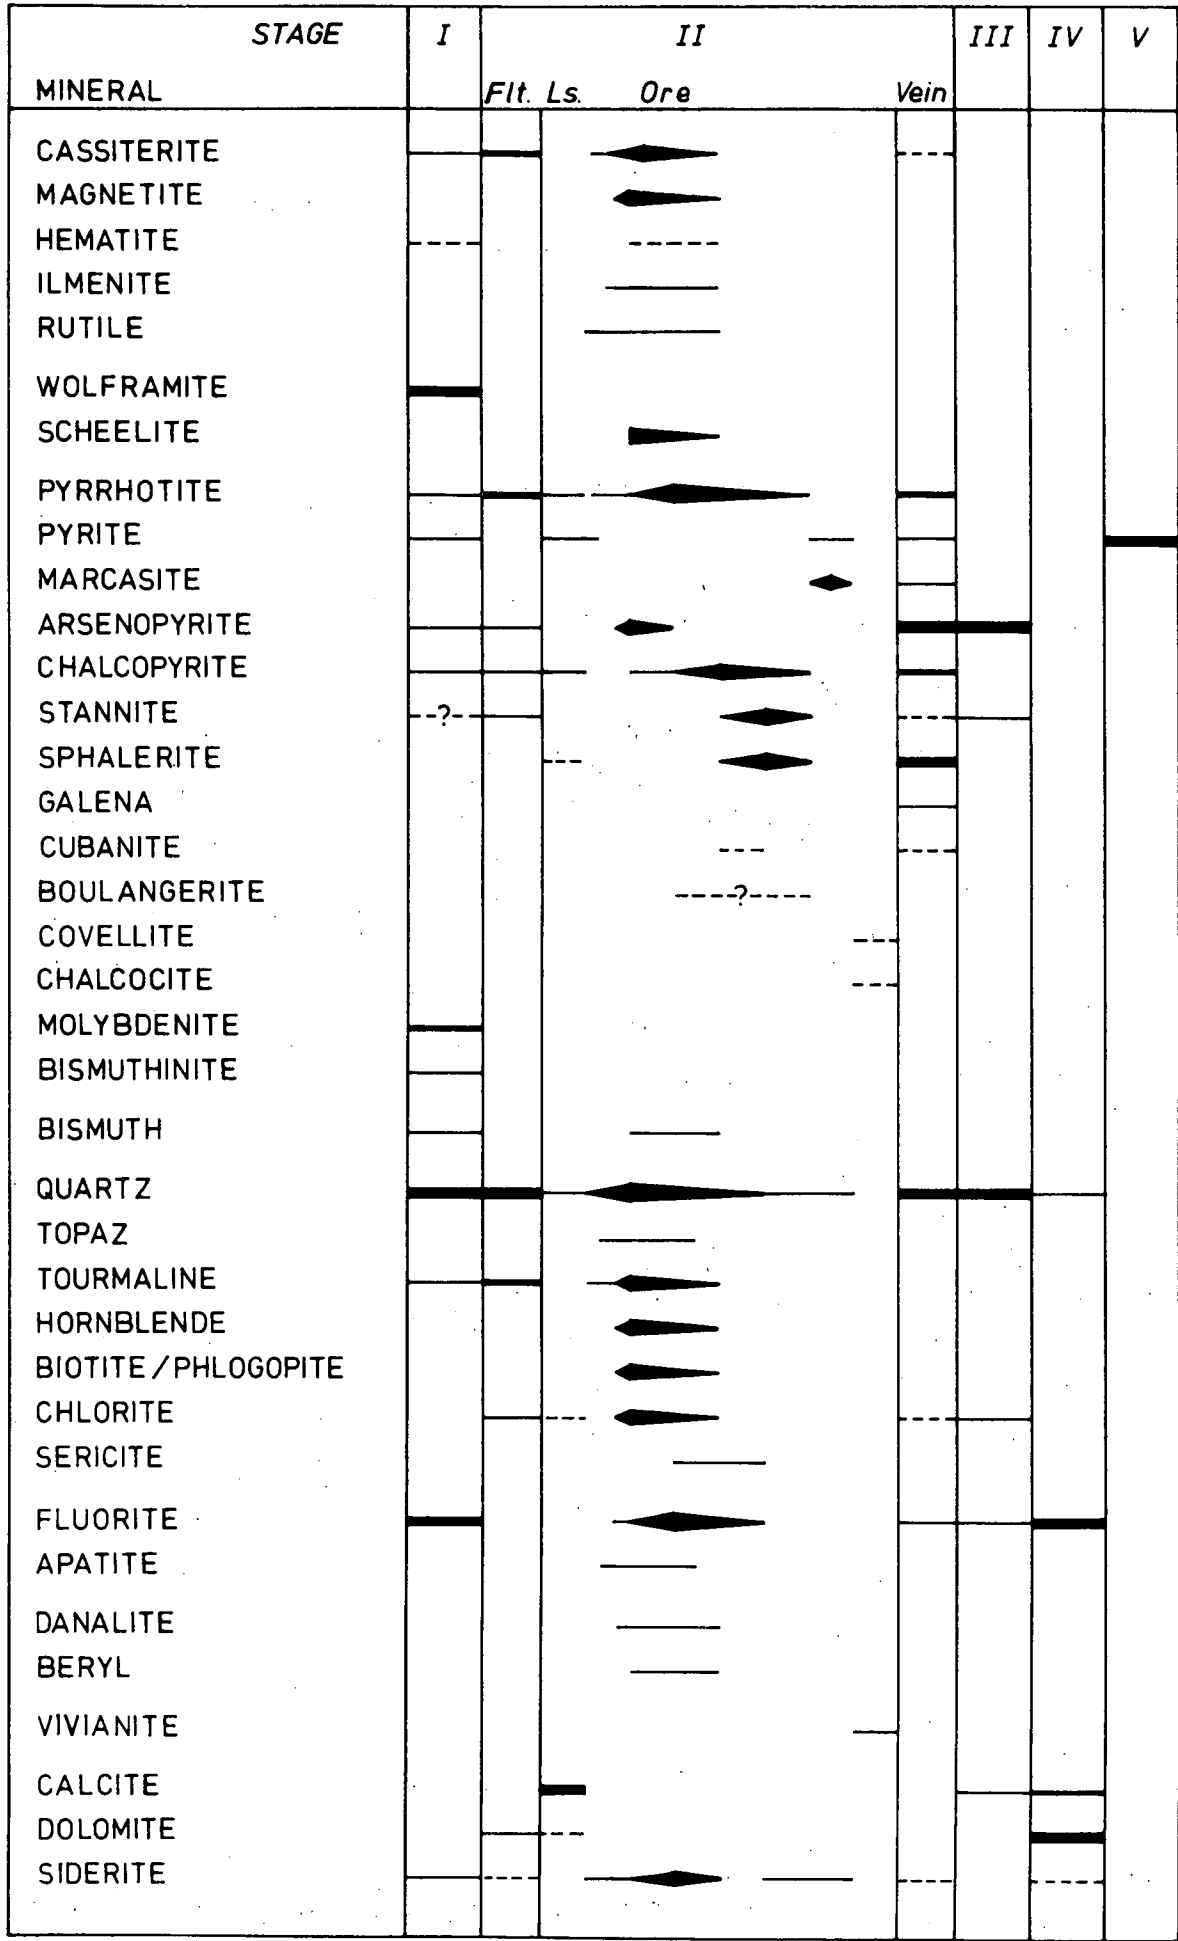 STAGE I II III IV V
MINERAL Flt. Ls. Ore Vein
CASSITERITE
MAGNETITE
HEMATITE
ILMENITE
RUTILE
WOLFRAMITE
SCHEELITE
PYRRHOTITE
PYRITE
MARCASITE
ARSENOPYRITE
CHALCOPYRITE
STANNITE ?
SPHALERITE
GALENA
CUBANITE
BOULANGERITE ?
COVELLITE
CHALCOCITE
MOLYBDENITE
BISMUTHINITE
BISMUTH
QUARTZ
TOPAZ
TOURMALINE
HORNBLENDE
BIOTITE/PHLOGOPITE
CHLORITE
SERICITE
FLUORITE
APATITE
DANALITE
BERYL
VIVIANITE
CALCITE
DOLOMITE
SIDERITE